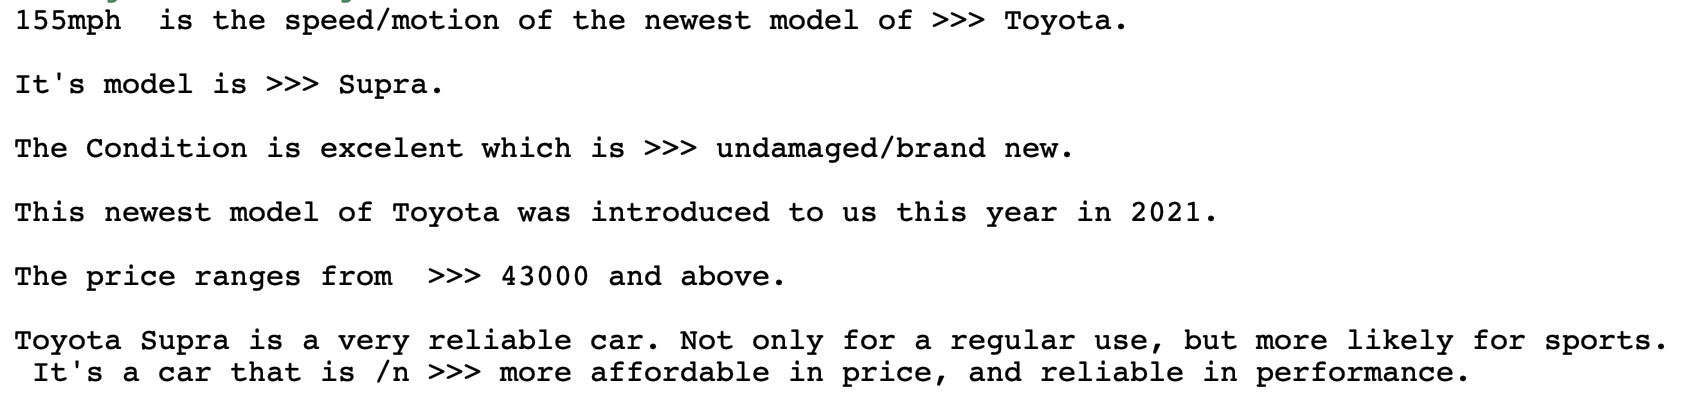 155mph  is the speed/motion of the newest model of >>> Toyota.
It's model is >>> Supra.
The Condition is excelent which is >>> undamaged/brand new.
This newest model of Toyota was introduced to us this year in 2021.
The price ranges from  >>> 43000 and above.
Toyota Supra is a very reliable car. Not only for a regular use, but more likely for sports.
 It's a car that is /n >>> more affordable in price, and reliable in performance.